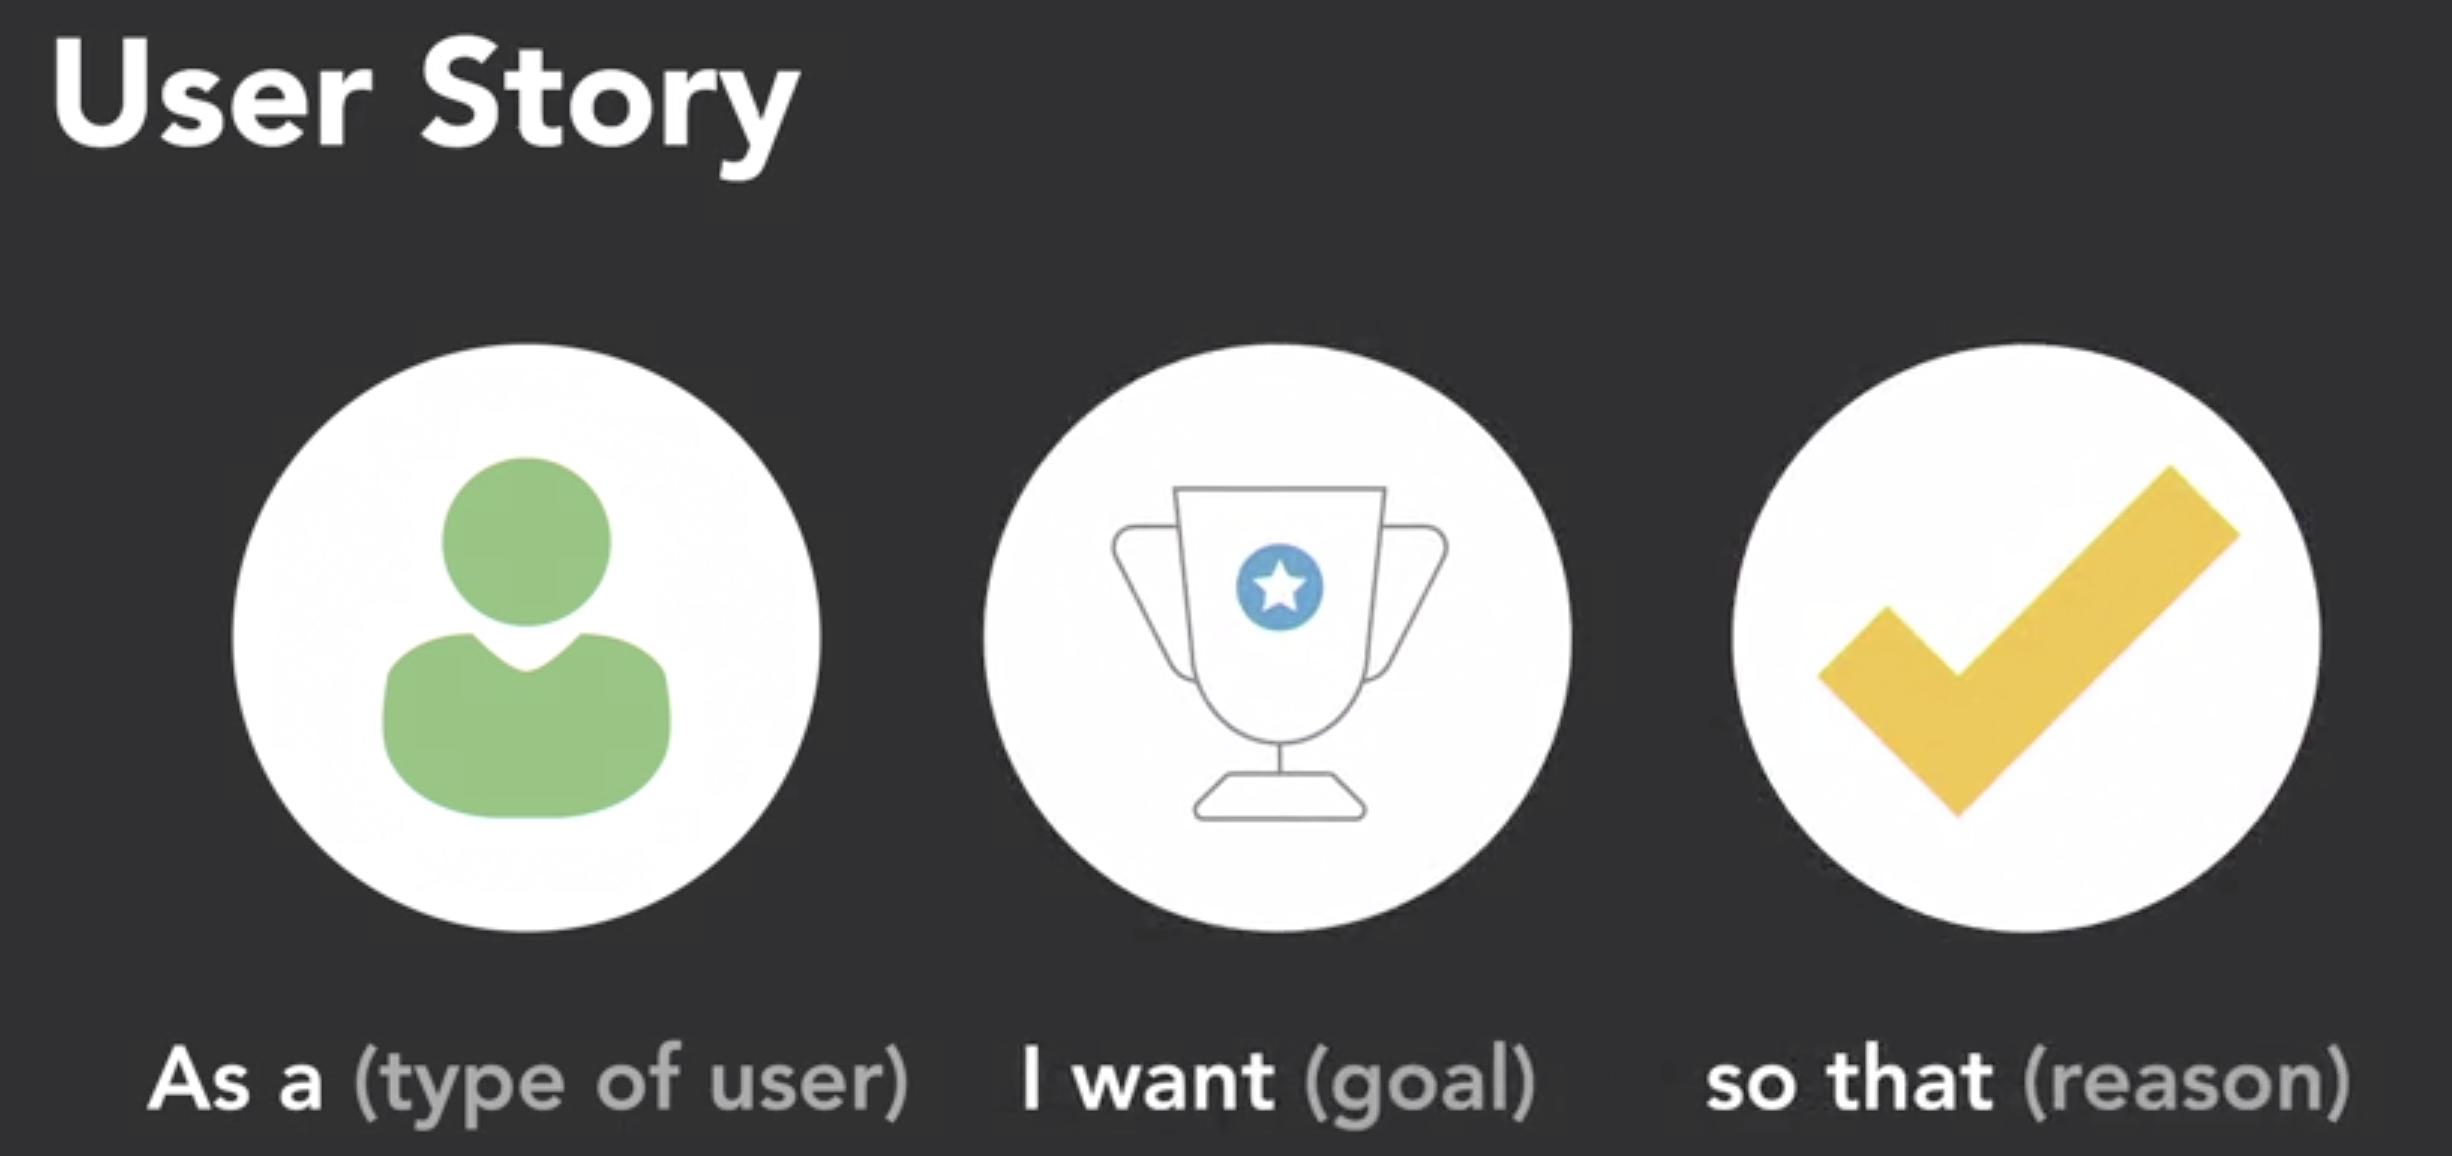 User Story
As a (type of user)
I want (goal)
so that (reason)